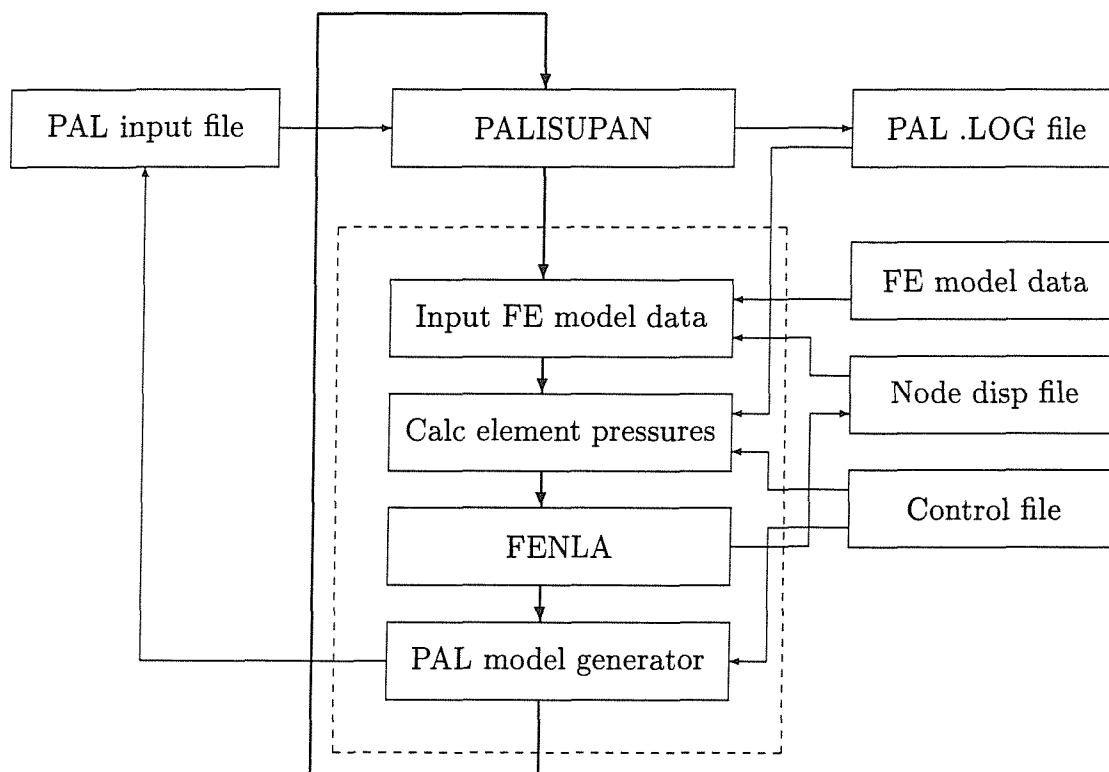 PAL input file
PALISUPAN
PAL .LOG file
FE model data
Input FE model data
Node disp file
Calc element pressures
Control file
FENLA
PAL model generator